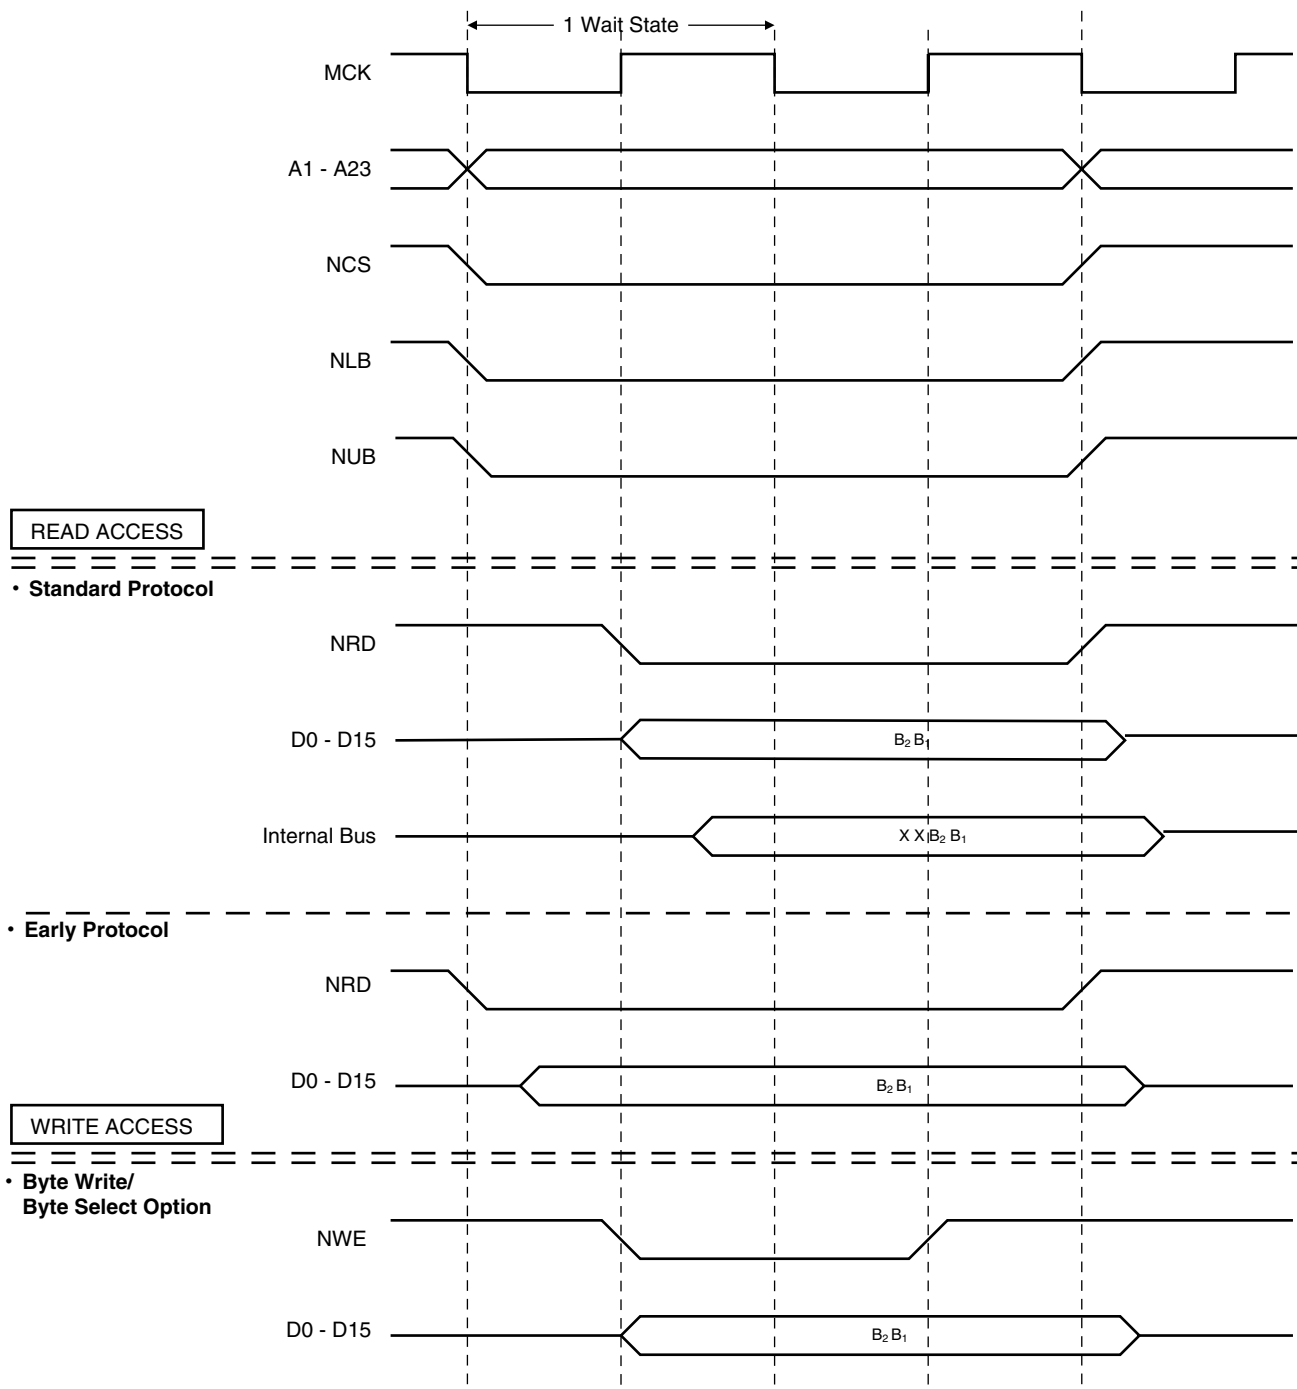 1 Wait State
MCK
A1 - A23
NCS
NLB
NUB
READ ACCESS
• Standard Protocol
NRD
D0 - D15
B₂ B₁
Internal Bus
X X B₂ B₁
• Early Protocol
NRD
D0 - D15
B₂ B₁
WRITE ACCESS
• Byte Write/
Byte Select Option
NWE
D0 - D15
B₂ B₁